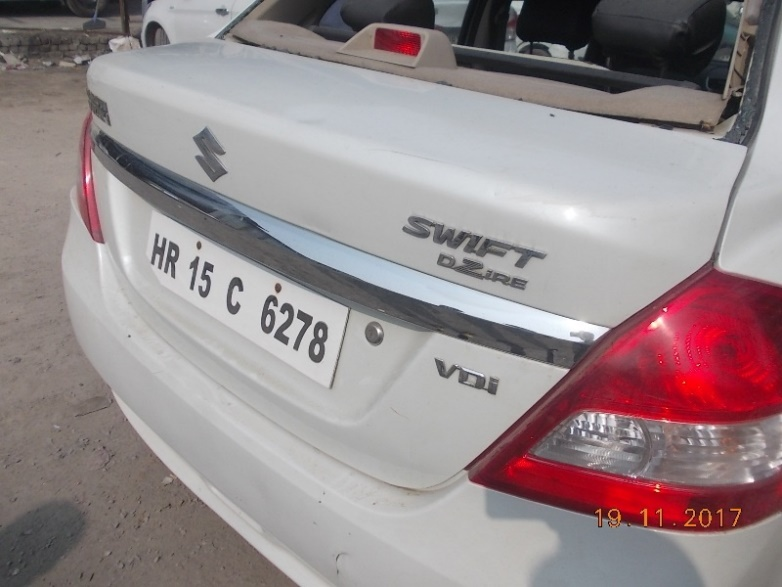 HR 15 C 6278
SWIFT
DZiRE
VDi
19.11.2017